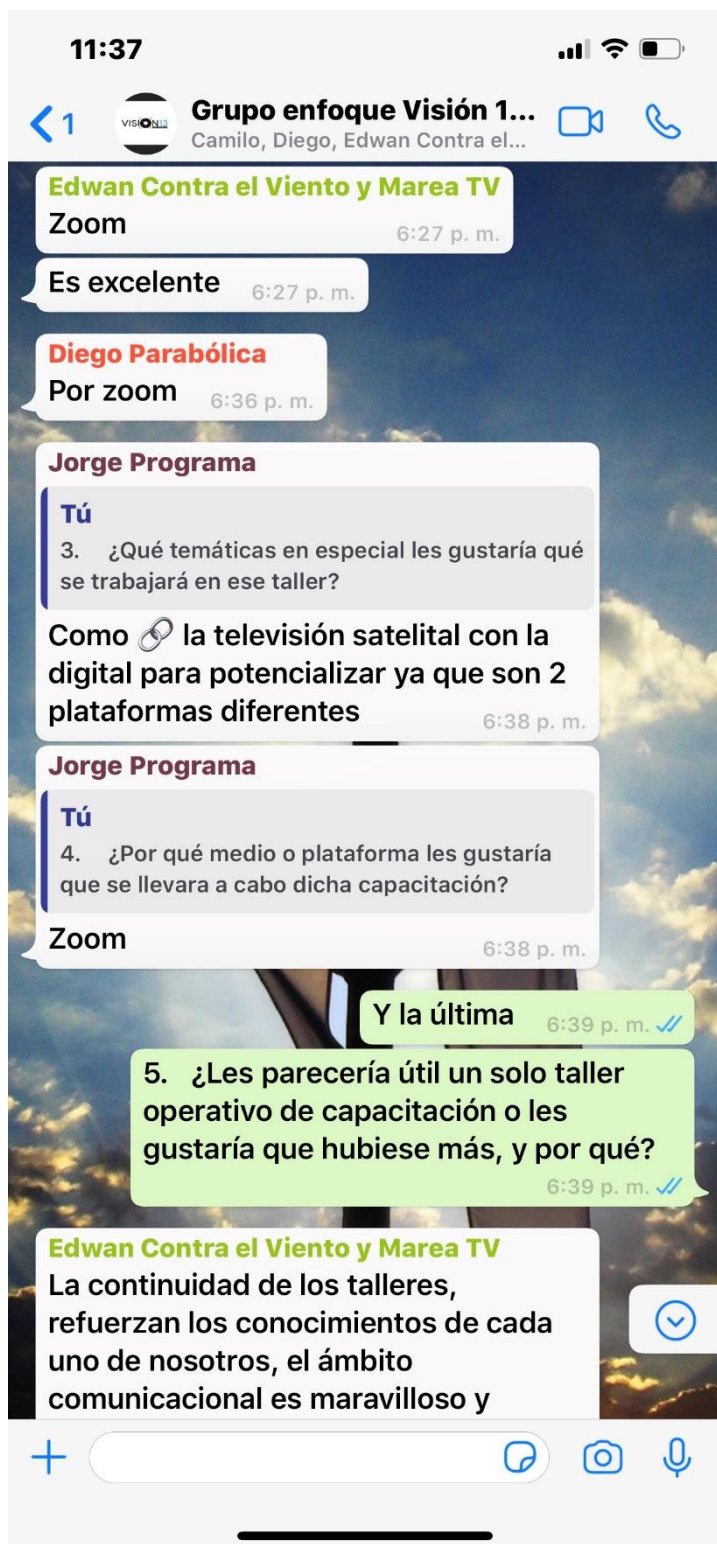 11:37
1
VISION13
Grupo enfoque Visión 1...
Camilo, Diego, Edwan Contra el...
Edwan Contra el Viento y Marea TV
Zoom
6:27 p. m.
Es excelente
6:27 p. m.
Diego Parabólica
Por zoom
6:36 p. m.
Jorge Programa
Tú
3. ¿Qué temáticas en especial les gustaría qué
se trabajará en ese taller?
Como 🔗 la televisión satelital con la
digital para potencializar ya que son 2
plataformas diferentes
6:38 p. m.
Jorge Programa
Tú
4. ¿Por qué medio o plataforma les gustaría
que se llevara a cabo dicha capacitación?
Zoom
6:38 p. m.
Y la última
6:39 p. m.
5. ¿Les parecería útil un solo taller
operativo de capacitación o les
gustaría que hubiese más, y por qué?
6:39 p. m.
Edwan Contra el Viento y Marea TV
La continuidad de los talleres,
refuerzan los conocimientos de cada
uno de nosotros, el ámbito
comunicacional es maravilloso y